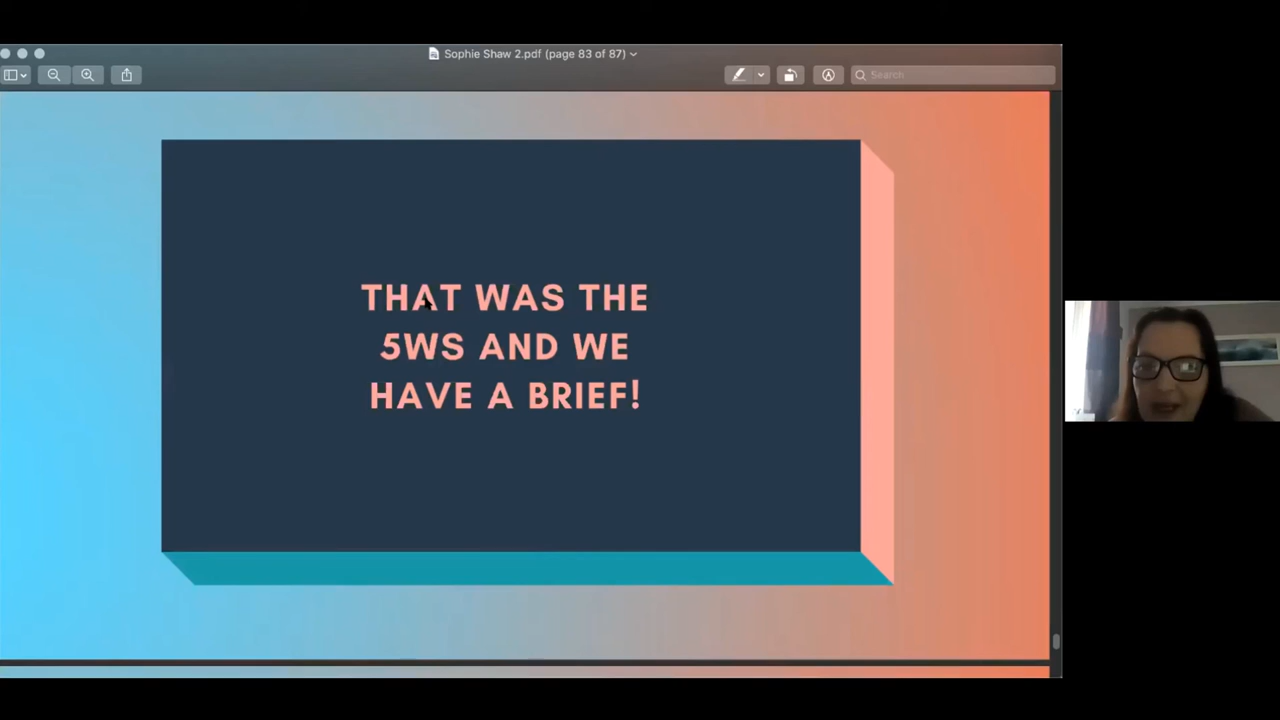 Sophie Shaw 2.pdf (page 83 of 87)
Search
THAT WAS THE
5WS AND WE
HAVE A BRIEF!